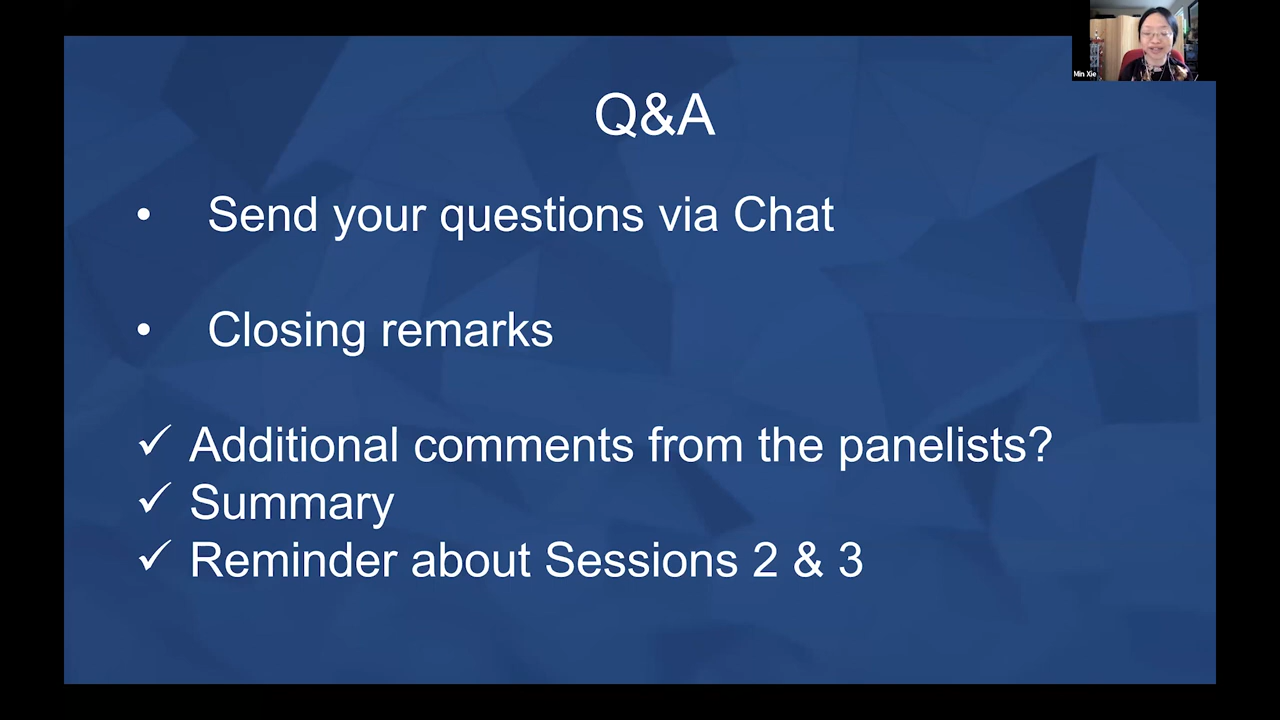 Min Xie
Q&A
• Send your questions via Chat
• Closing remarks
✓ Additional comments from the panelists?
✓ Summary
✓ Reminder about Sessions 2 & 3